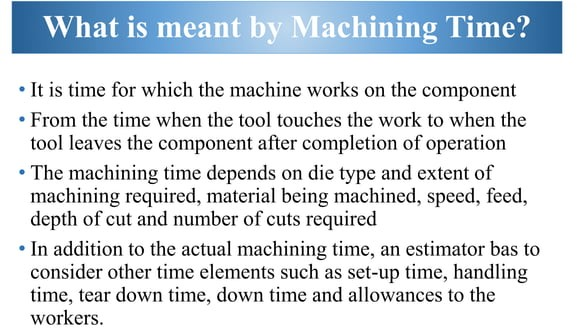 What is meant by Machining Time?
• It is time for which the machine works on the component
• From the time when the tool touches the work to when the
tool leaves the component after completion of operation
• The machining time depends on die type and extent of
machining required, material being machined, speed, feed,
depth of cut and number of cuts required
• In addition to the actual machining time, an estimator bas to
consider other time elements such as set-up time, handling
time, tear down time, down time and allowances to the
workers.